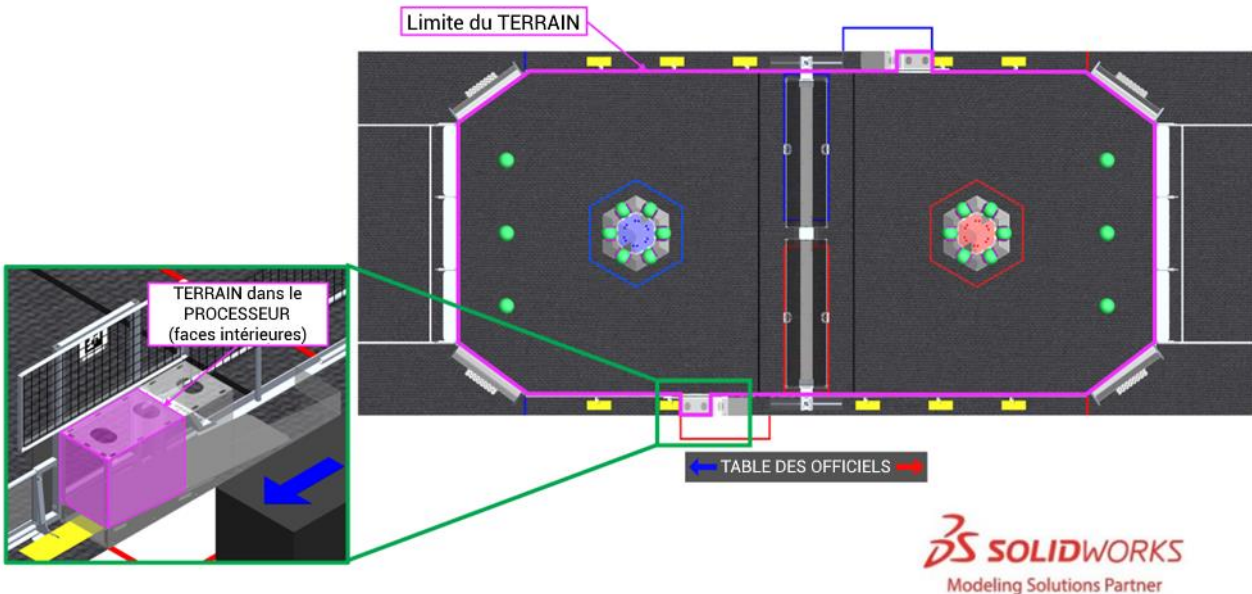 Limite du TERRAIN
TERRAIN dans le
PROCESSEUR
(faces intérieures)
TABLE DES OFFICIELS
SOLIDWORKS
Modeling Solutions Partner